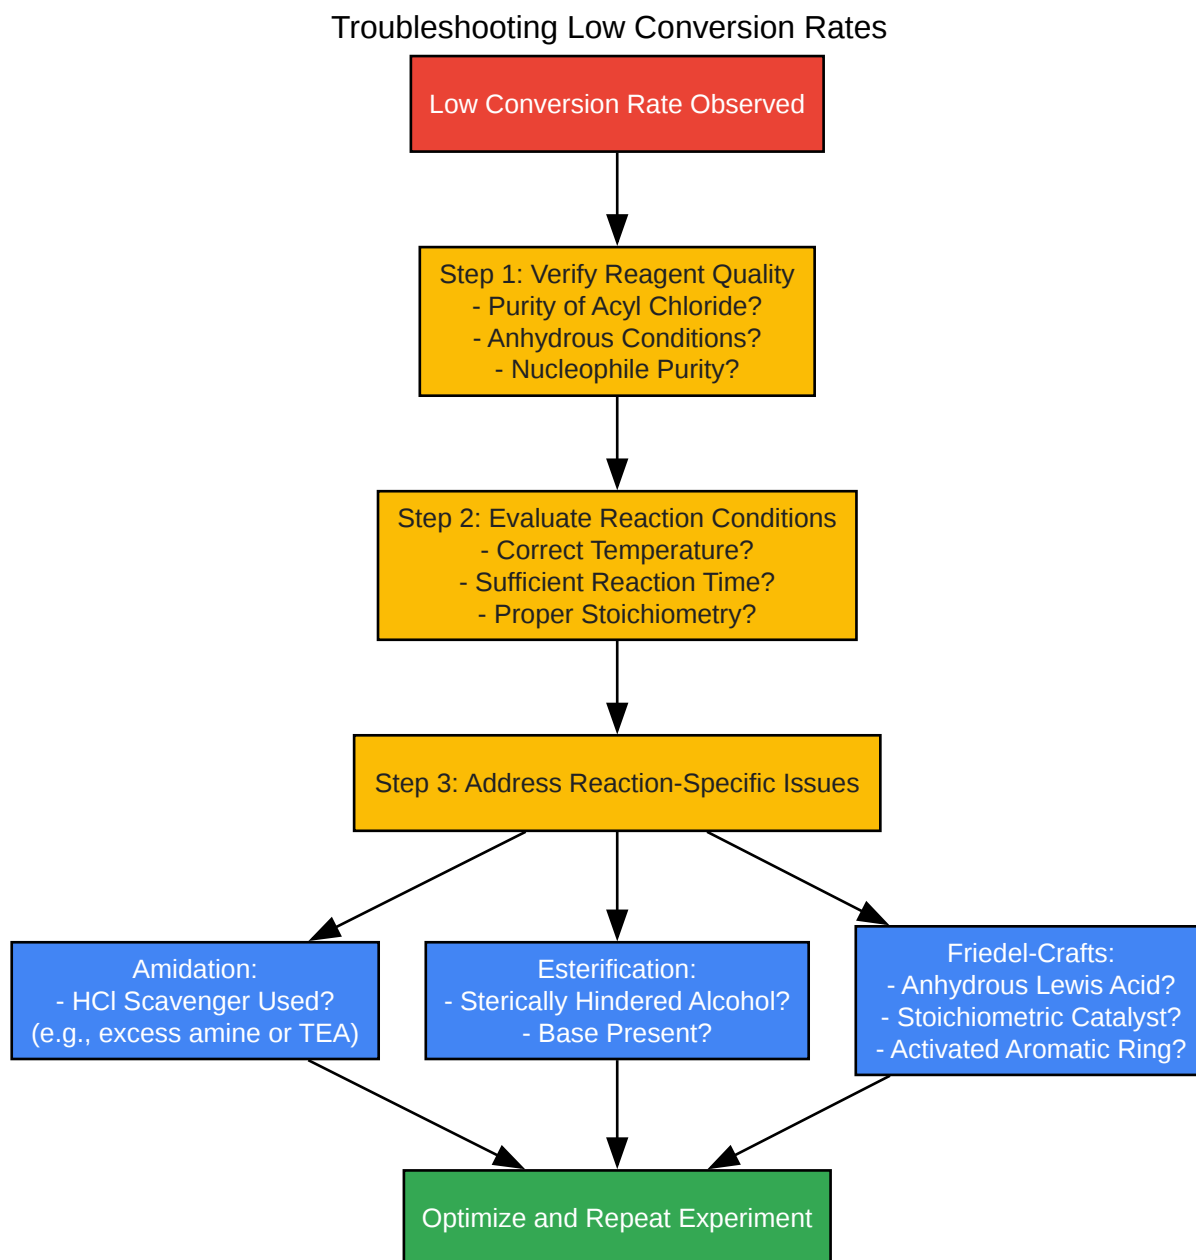 Troubleshooting Low Conversion Rates
Low Conversion Rate Observed
Step 1: Verify Reagent Quality
- Purity of Acyl Chloride?
- Anhydrous Conditions?
- Nucleophile Purity?
Step 2: Evaluate Reaction Conditions
- Correct Temperature?
- Sufficient Reaction Time?
- Proper Stoichiometry?
Step 3: Address Reaction-Specific Issues
Amidation:
- HCl Scavenger Used?
(e.g., excess amine or TEA)
Esterification:
- Sterically Hindered Alcohol?
- Base Present?
Friedel-Crafts:
- Anhydrous Lewis Acid?
- Stoichiometric Catalyst?
- Activated Aromatic Ring?
Optimize and Repeat Experiment